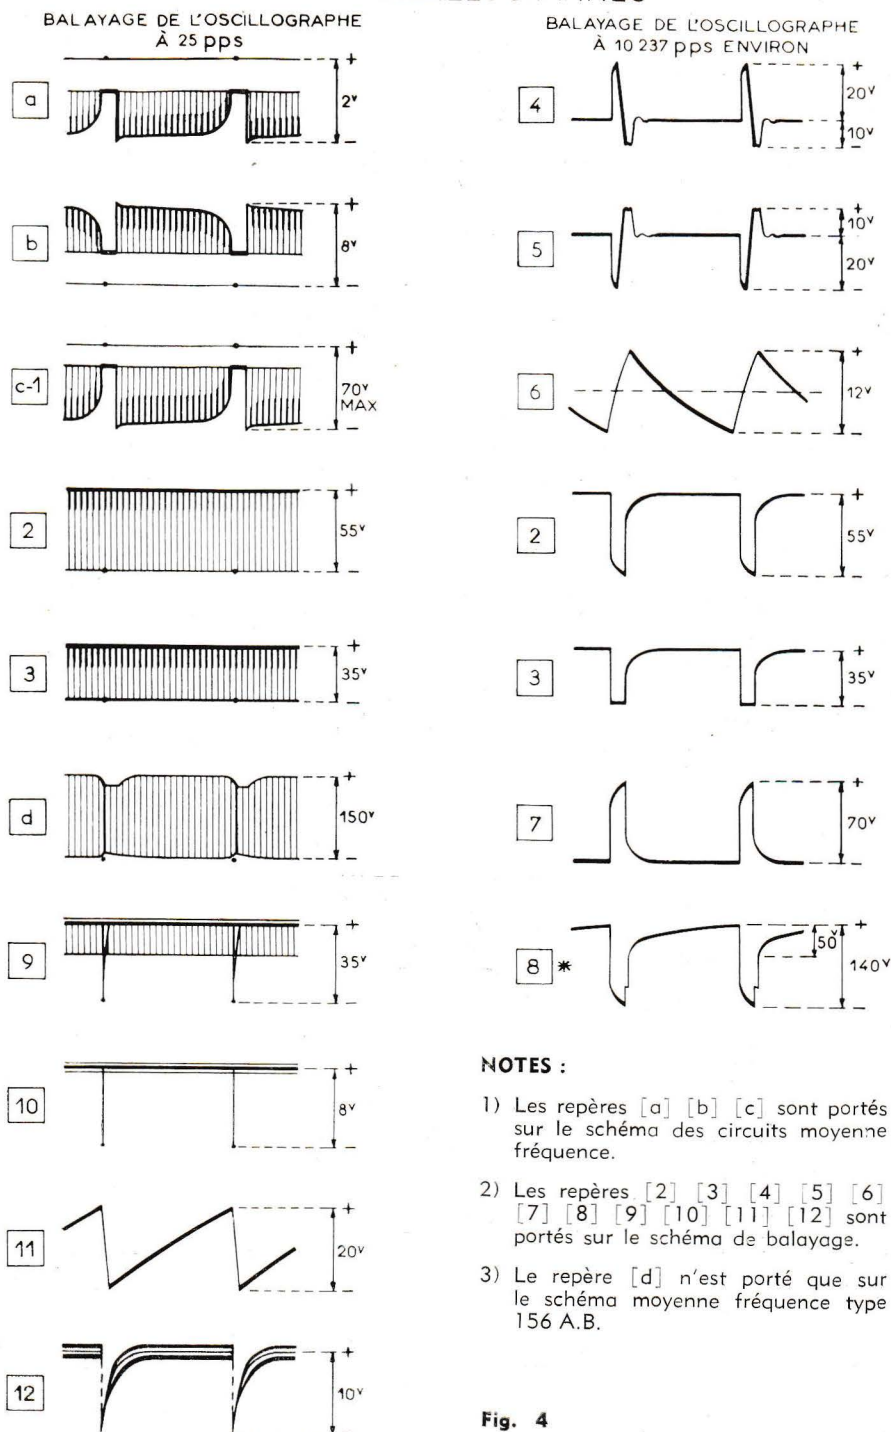 BALAYAGE DE L'OSCILLOGRAPHE
À 25 pps
a
+
2v
−
b
+
8v
−
c-1
+
70v
MAX
−
2
+
55v
−
3
+
35v
−
d
+
150v
−
9
+
35v
−
10
+
8v
−
11
+
20v
−
12
+
10v
BALAYAGE DE L'OSCILLOGRAPHE
À 10 237 pps ENVIRON
4
+
20v
10v
−
5
+
10v
20v
−
6
+
12v
−
2
+
55v
−
3
+
35v
−
7
+
70v
−
8 *
+
50v
140v
−
NOTES :
1) Les repères [a] [b] [c] sont portés
sur le schéma des circuits moyenne
fréquence.
2) Les repères [2] [3] [4] [5] [6]
[7] [8] [9] [10] [11] [12] sont
portés sur le schéma de balayage.
3) Le repère [d] n'est porté que sur
le schéma moyenne fréquence type
156 A.B.
Fig. 4